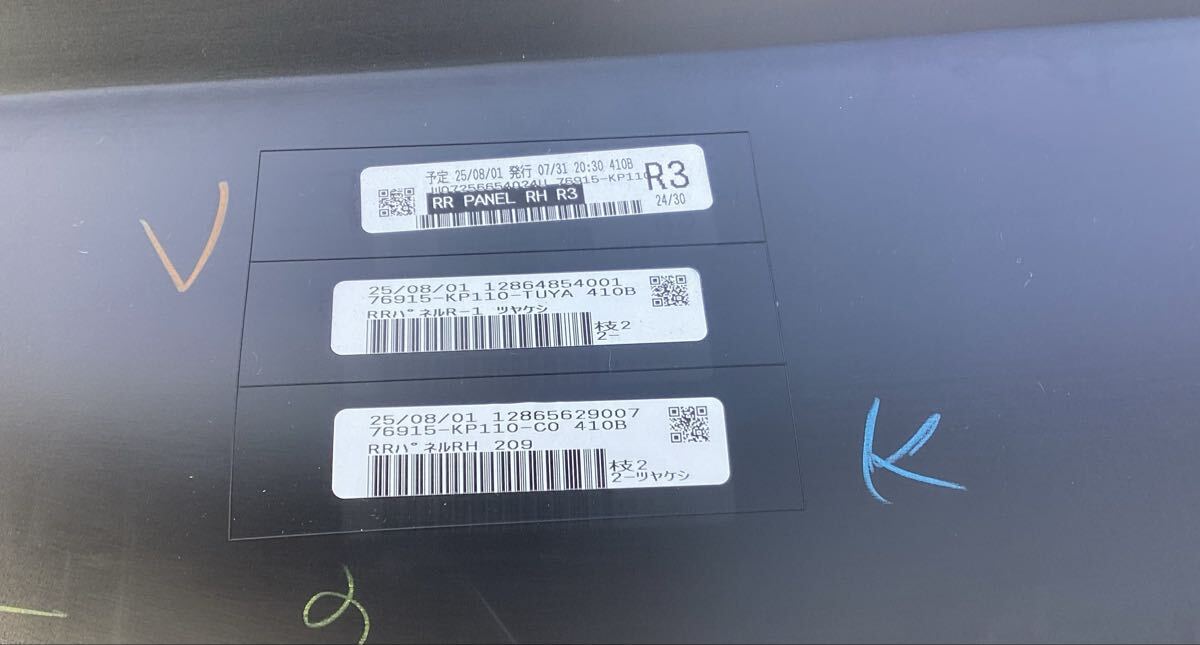 V
予定 25/08/01 発行 07/31 20:30 410B
76915-KP110
R3
RR PANEL RH R3
24/30
25/08/01 12864854001
76915-KP110-TUYA 410B
RRパネルR-1 ツヤケシ
枝2
2-
25/08/01 12865629007
76915-KP110-C0 410B
RRパネルRH 209
枝2
2-ツヤケシ
K